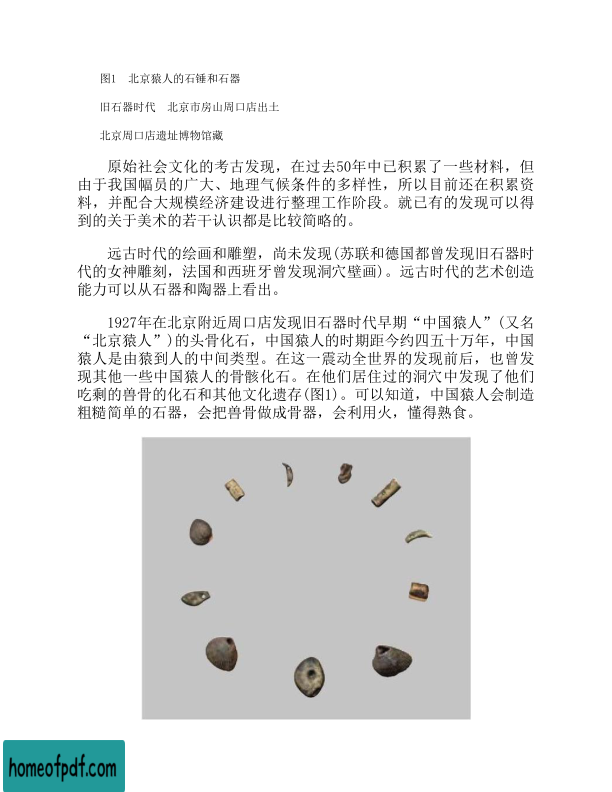 图1 北京猿人的石锤和石器
旧石器时代 北京市房山周口店出土
北京周口店遗址博物馆藏
原始社会文化的考古发现，在过去50年中已积累了一些材料，但
由于我国幅员的广大、地理气候条件的多样性，所以目前还在积累资
料，并配合大规模经济建设进行整理工作阶段。就已有的发现可以得
到的关于美术的若干认识都是比较简略的。
远古时代的绘画和雕塑，尚未发现(苏联和德国都曾发现旧石器时
代的女神雕刻，法国和西班牙曾发现洞穴壁画)。远古时代的艺术创造
能力可以从石器和陶器上看出。
1927年在北京附近周口店发现旧石器时代早期“中国猿人”(又名
“北京猿人”)的头骨化石，中国猿人的时期距今约四五十万年，中国
猿人是由猿到人的中间类型。在这一震动全世界的发现前后，也曾发
现其他一些中国猿人的骨骸化石。在他们居住过的洞穴中发现了他们
吃剩的兽骨的化石和其他文化遗存(图1)。可以知道，中国猿人会制造
粗糙简单的石器，会把兽骨做成骨器，会利用火，懂得熟食。
homeofpdf.com